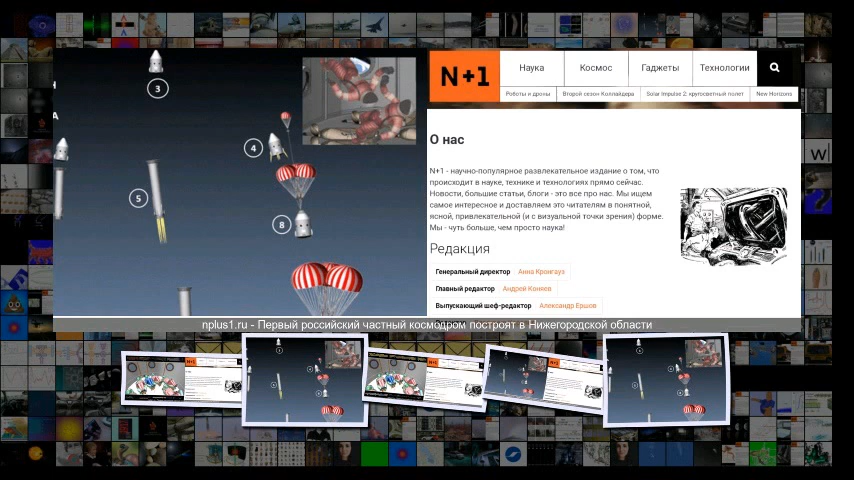 3
4
5
8
N+1
Наука
Космос
Гаджеты
Технологии
Роботы и дроны
Второй сезон Коллайдера
Solar Impulse 2: кругосветный полет
New Horizons
О нас
N+1 - научно-популярное развлекательное издание о том, что
происходит в науке, технике и технологиях прямо сейчас.
Новости, большие статьи, блоги - это все про нас. Мы ищем
самое интересное и доставляем это читателям в понятной,
ясной, привлекательной (и с визуальной точки зрения) форме.
Мы - чуть больше, чем просто наука!
Редакция
Генеральный директор Анна Кронгауз
Главный редактор Андрей Коняев
Выпускающий шеф-редактор Александр Ершов
nplus1.ru - Первый российский частный космодром построят в Нижегородской области